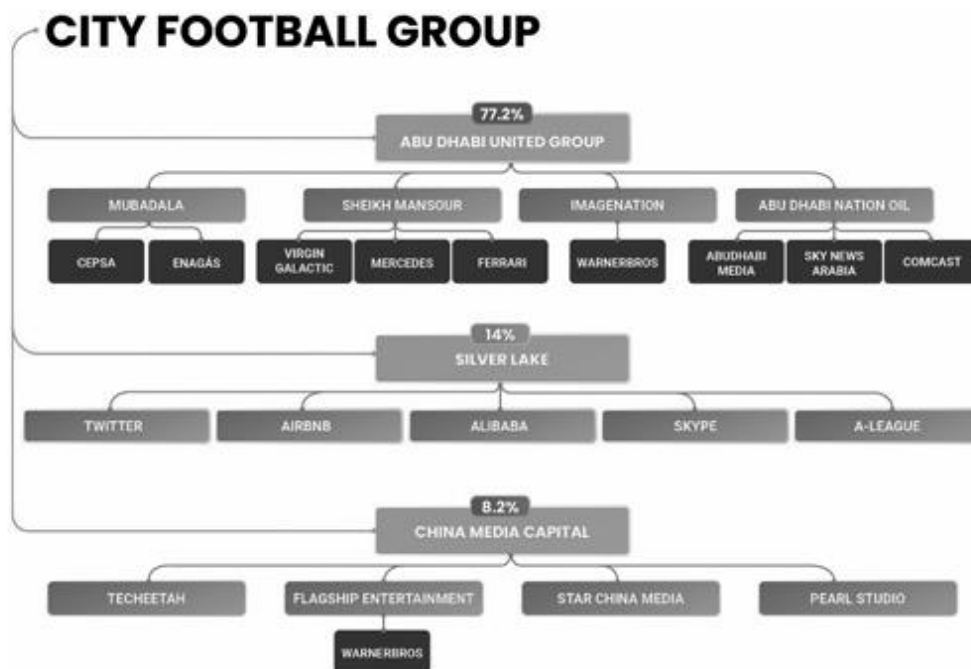 CITY FOOTBALL GROUP
77.2%
ABU DHABI UNITED GROUP
MUBADALA
SHEIKH MANSOUR
IMAGENATION
ABU DHABI NATION OIL
CEPSA
ENAGÁS
VIRGIN
GALACTIC
MERCEDES
FERRARI
WARNERBROS
ABUDHABI
MEDIA
SKY NEWS
ARABIA
COMCAST
14%
SILVER LAKE
TWITTER
AIRBNB
ALIBABA
SKYPE
A-LEAGUE
8.2%
CHINA MEDIA CAPITAL
TECHEETAH
FLAGSHIP ENTERTAINMENT
STAR CHINA MEDIA
PEARL STUDIO
WARNERBROS